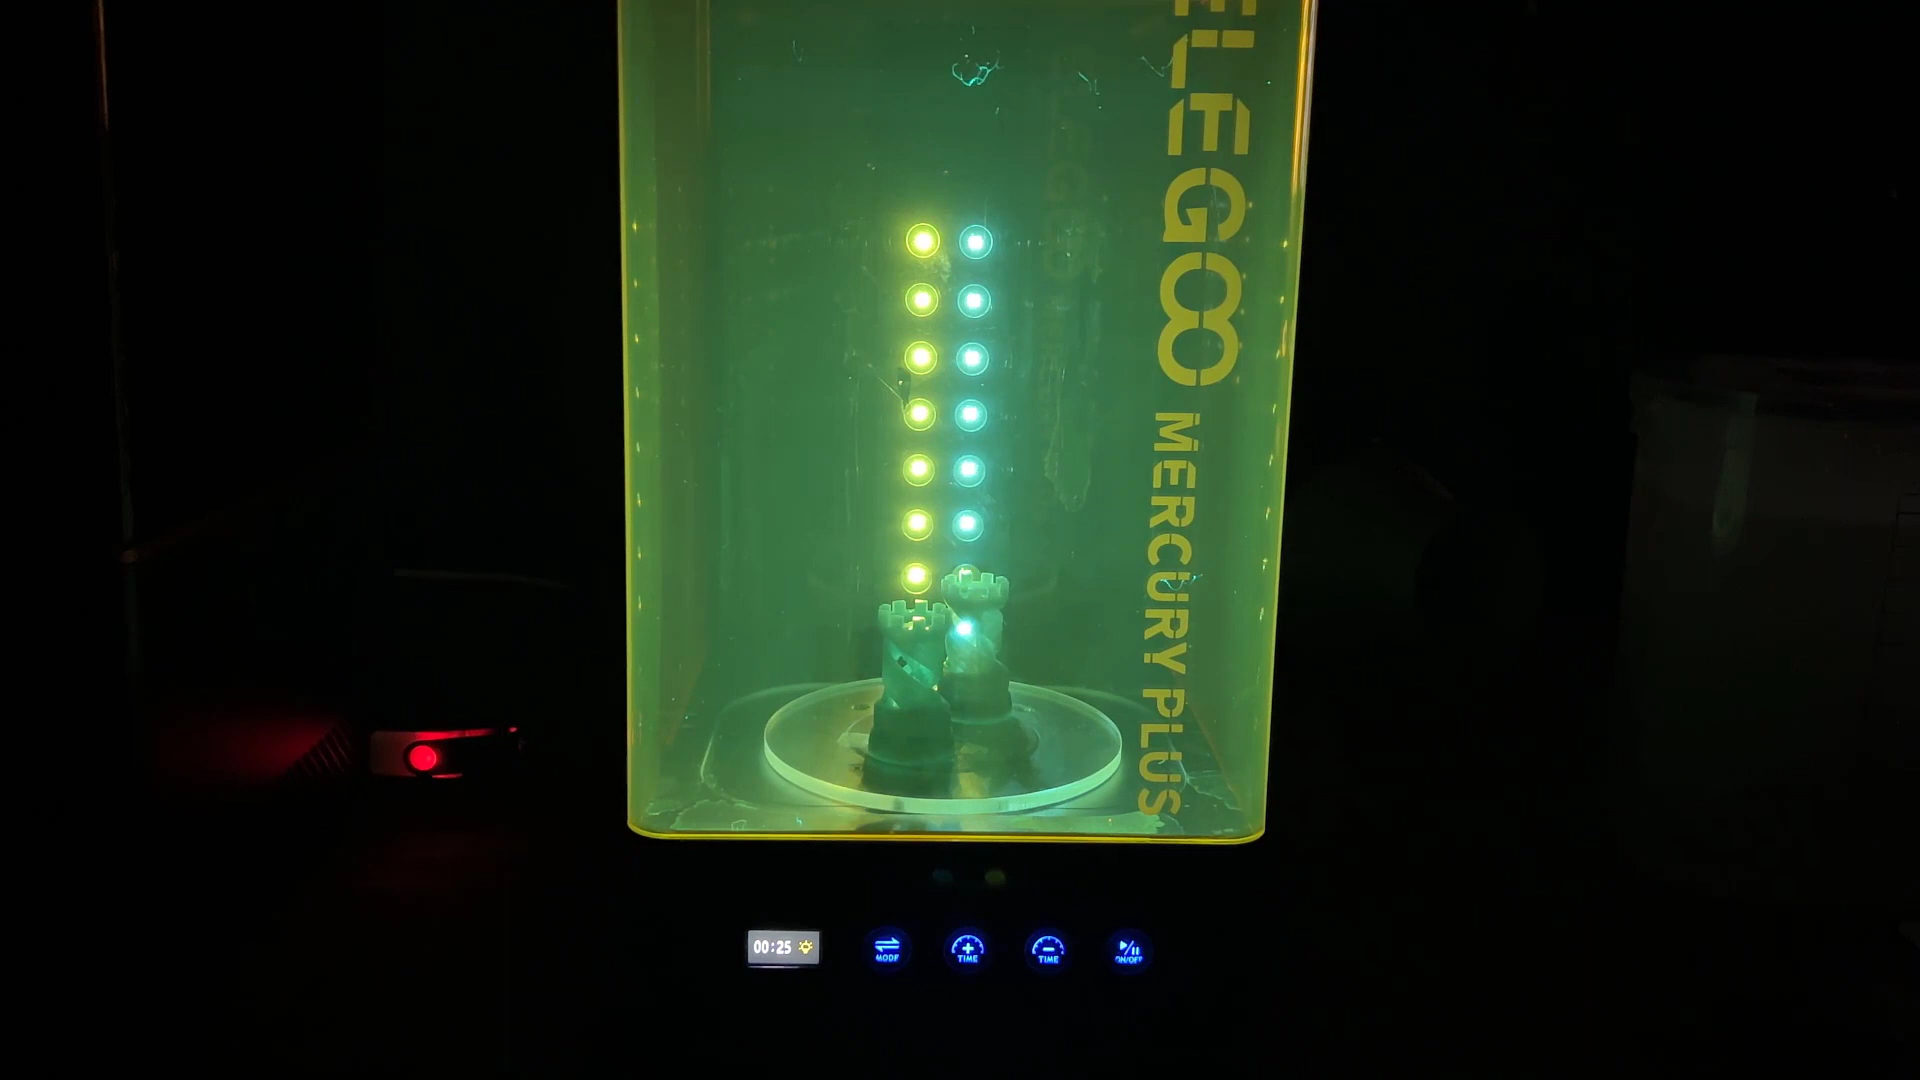 ELEGOO MERCURY PLUS
00:25
MODE
+
TIME
-
TIME
ON/OFF